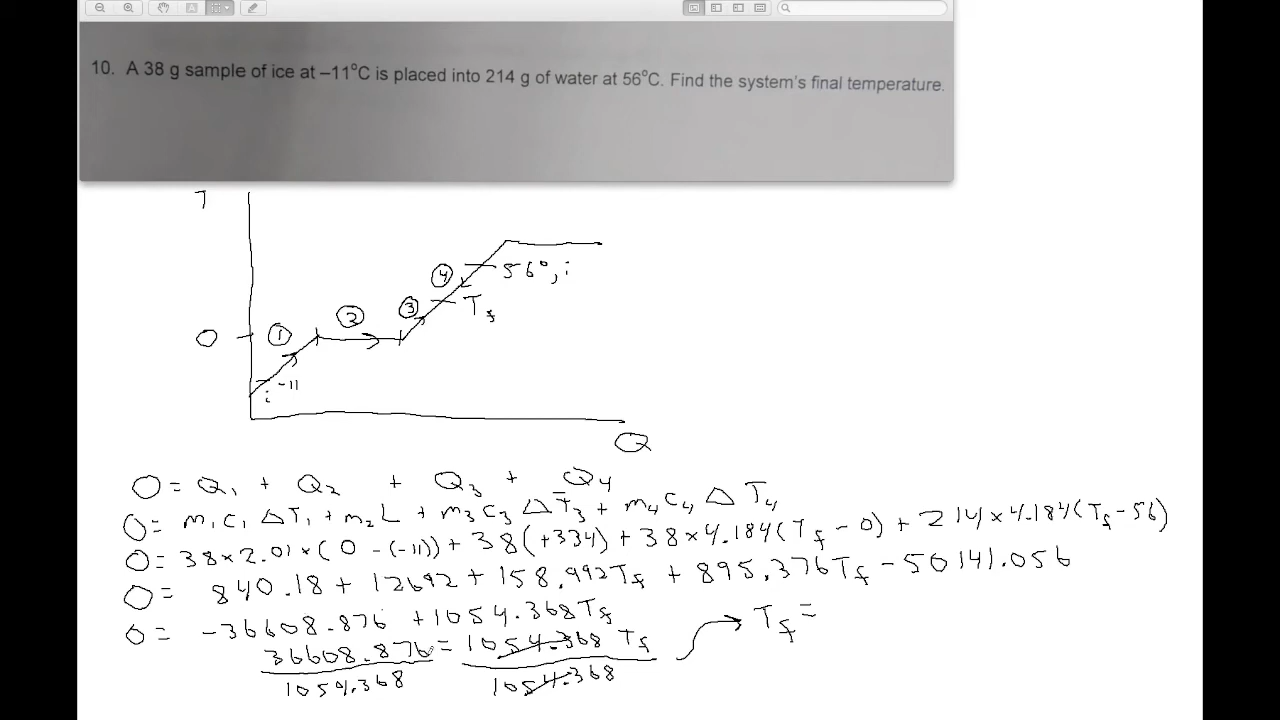 10. A 38 g sample of ice at –11°C is placed into 214 g of water at 56°C. Find the system's final temperature.
T
④
56°, i
③
T_f
②
0
①
-11
i
Q
0 = Q₁ + Q₂ + Q₃ + Q₄
0 = m₁c₁ΔT₁ + m₂L + m₃c₃ΔT₃ + m₄c₄ΔT₄
0 = 38×2.01×(0-(-11)) + 38(+334) + 38×4.184(T_f - 0) + 214×4.184(T_f - 56)
0 = 840.18 + 12692 + 158.992T_f + 895.376T_f - 50141.056
0 = -36608.876 + 1054.368T_f
36608.876 = 1054.368 T_f → T_f =
1054.368 1054.368